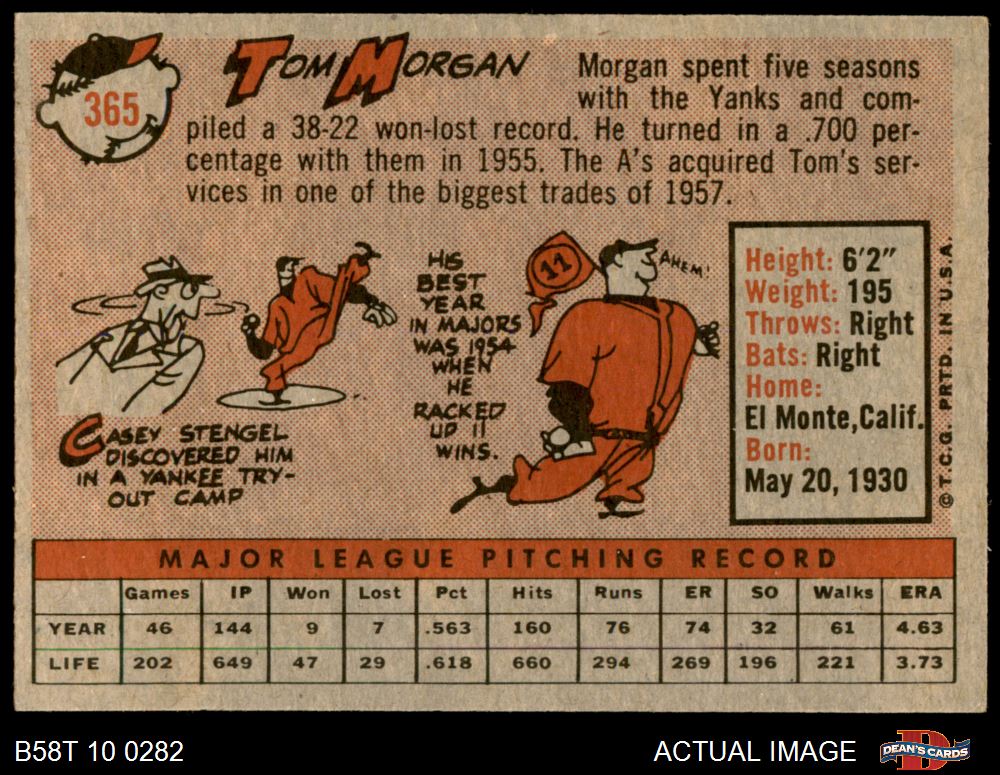 365
TOM MORGAN
Morgan spent five seasons
with the Yanks and com-
piled a 38-22 won-lost record. He turned in a .700 per-
centage with them in 1955. The A's acquired Tom's ser-
vices in one of the biggest trades of 1957.
CASEY STENGEL
DISCOVERED HIM
IN A YANKEE TRY-
OUT CAMP
HIS
BEST
YEAR
IN MAJORS
WAS 1954
WHEN
HE
RACKED
UP 11
WINS.
11
AHEM!
Height: 6'2"
Weight: 195
Throws: Right
Bats: Right
Home:
El Monte,Calif.
Born:
May 20, 1930
© T.C.G. PRTD. IN U.S.A.
MAJOR LEAGUE PITCHING RECORD
Games IP Won Lost Pct Hits Runs ER SO Walks ERA
YEAR 46 144 9 7 .563 160 76 74 32 61 4.63
LIFE 202 649 47 29 .618 660 294 269 196 221 3.73
B58T 10 0282
ACTUAL IMAGE
DEAN'S CARDS